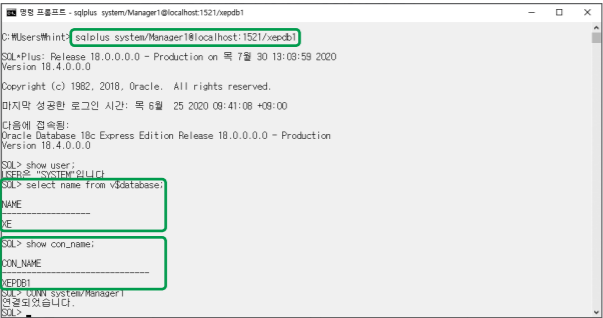 명령 프롬프트 - sqlplus system/Manager1@localhost:1521/xepdb1
C:\Users\hint>sqlplus system/Manager1@localhost:1521/xepdb1
SQL*Plus: Release 18.0.0.0.0 - Production on 목 7월 30 13:03:59 2020
Version 18.4.0.0.0
Copyright (c) 1982, 2018, Oracle. All rights reserved.
마지막 성공한 로그인 시간: 목 6월 25 2020 09:41:08 +09:00
다음에 접속됨:
Oracle Database 18c Express Edition Release 18.0.0.0.0 - Production
Version 18.4.0.0.0
SQL> show user;
USER은 "SYSTEM"입니다
SQL> select name from v$database;
NAME
------------------
XE
SQL> show con_name;
CON_NAME
------------------------------
XEPDB1
SQL> CONN system/Manager1
연결되었습니다.
SQL>